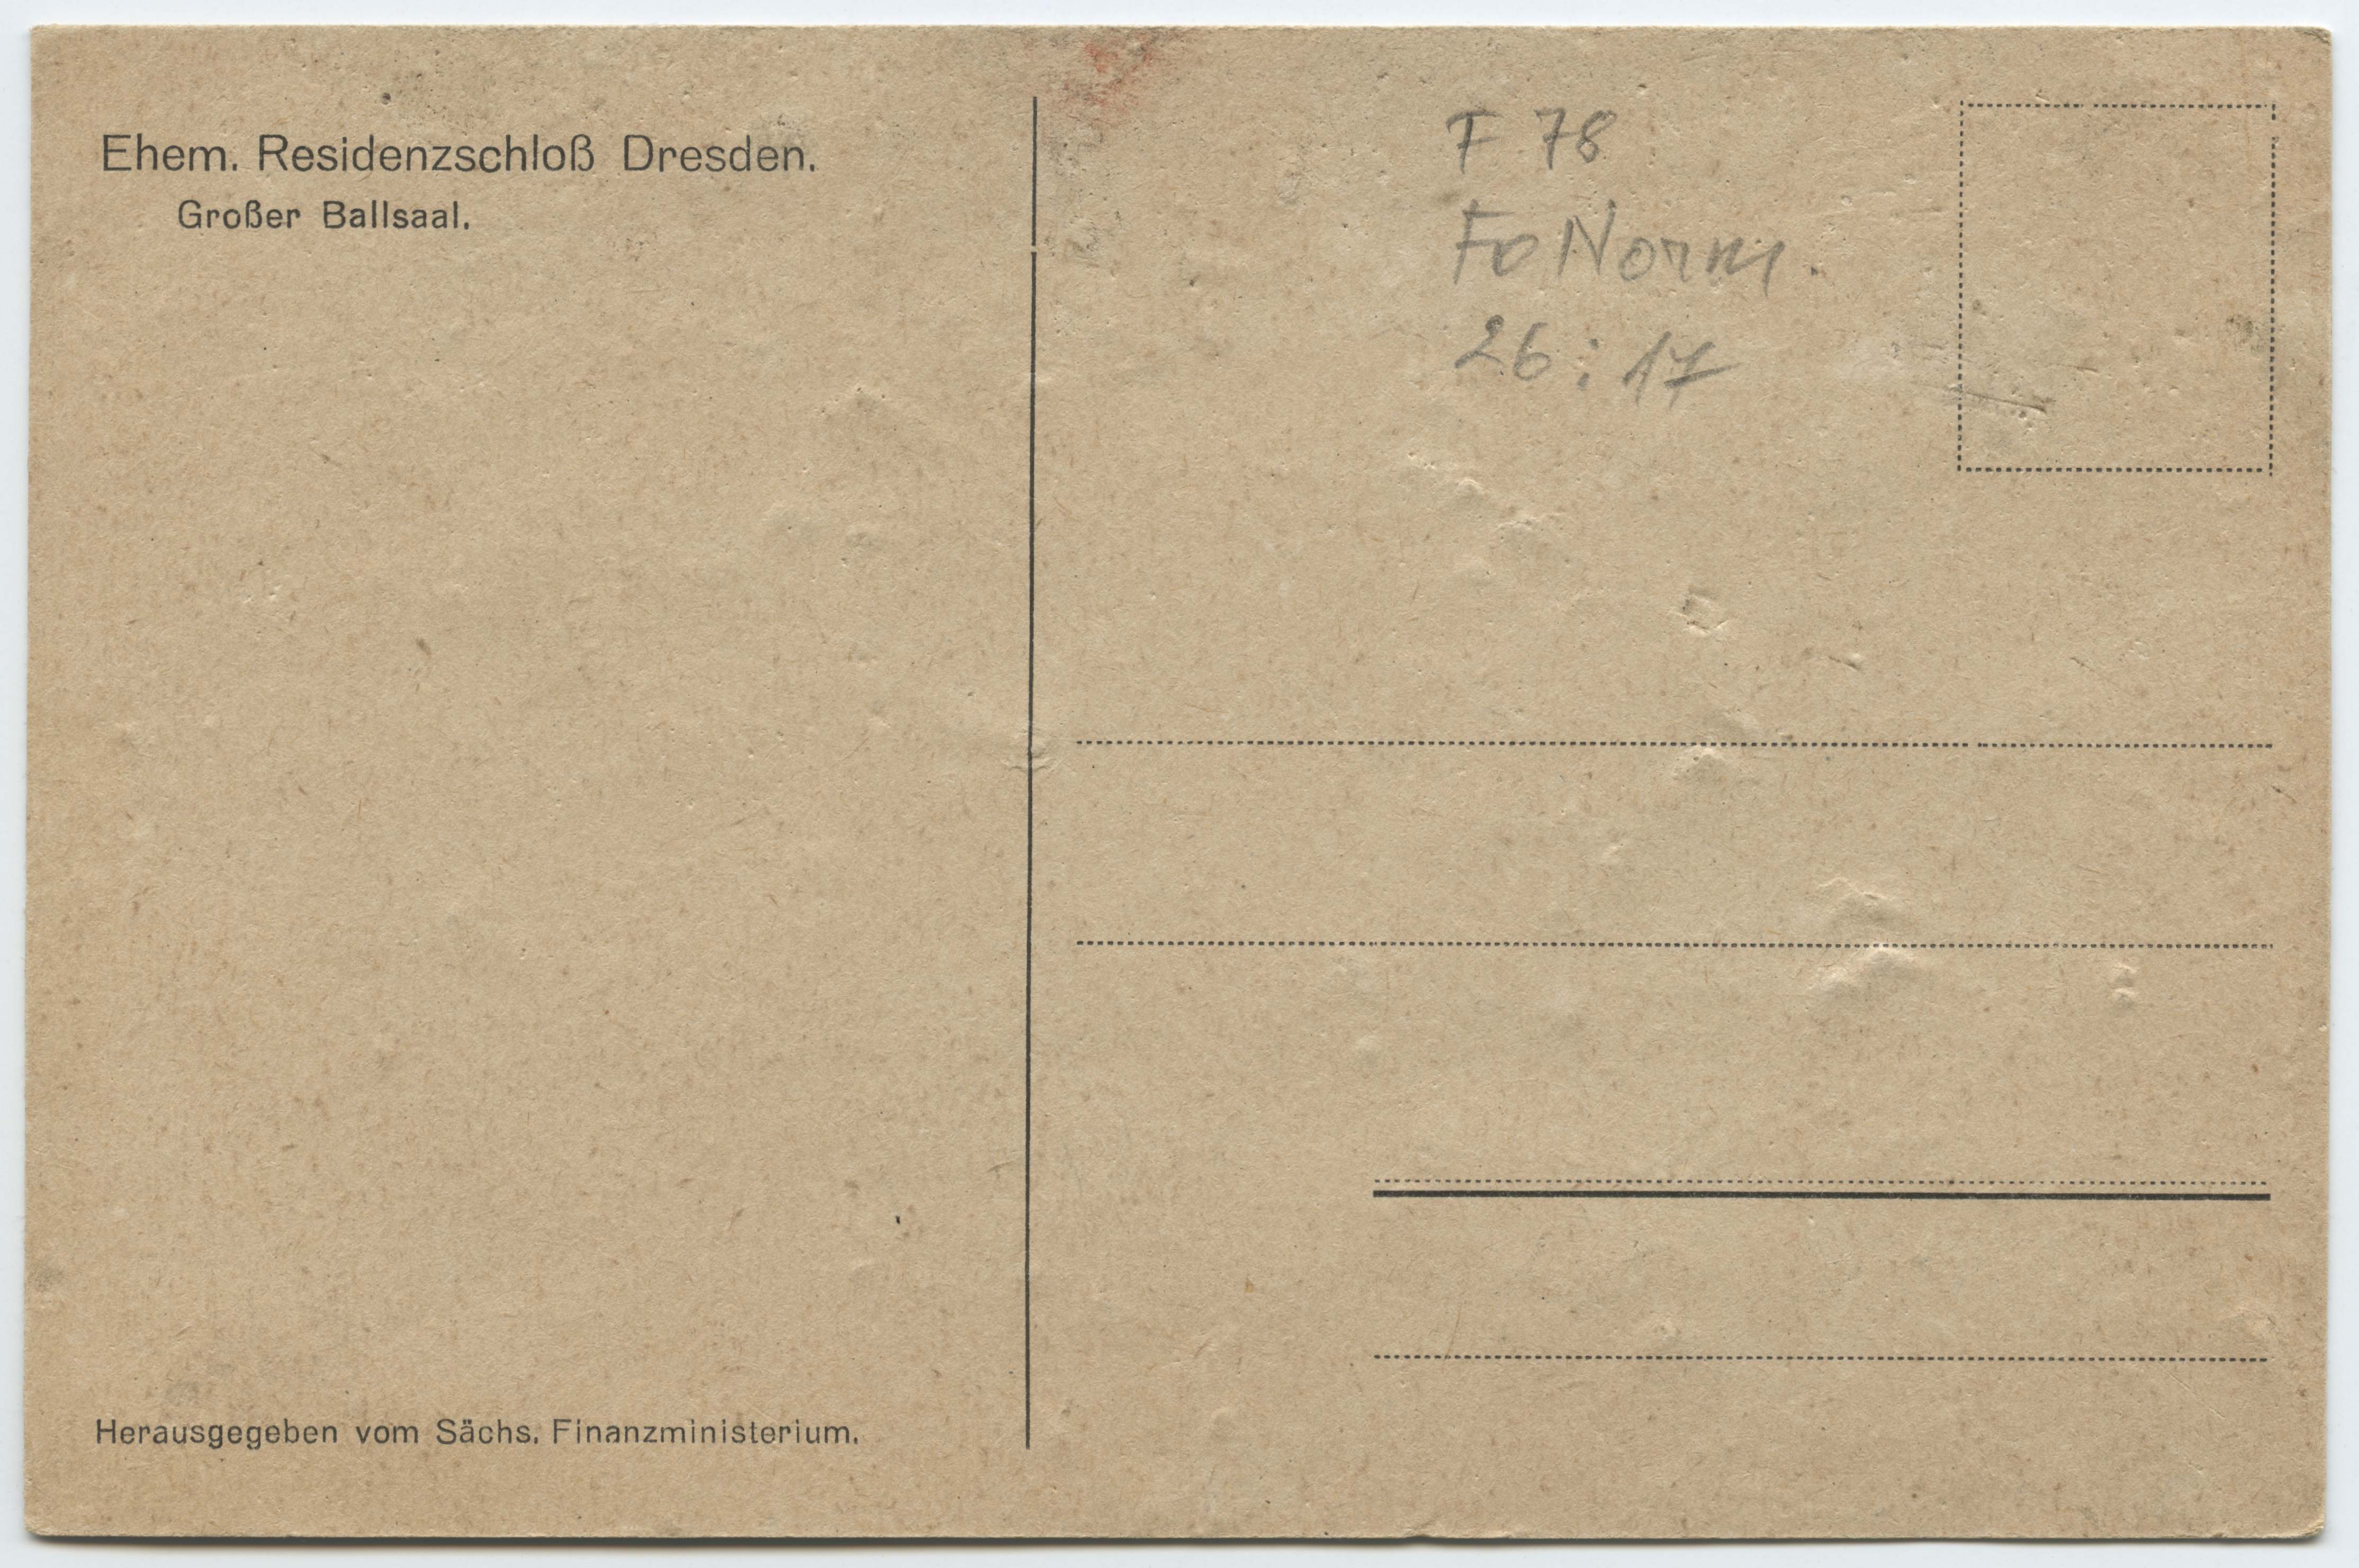 Ehem. Residenzschloß Dresden.
Großer Ballsaal.
F 78
Fo Norm.
26:17
Herausgegeben vom Sächs. Finanzministerium.